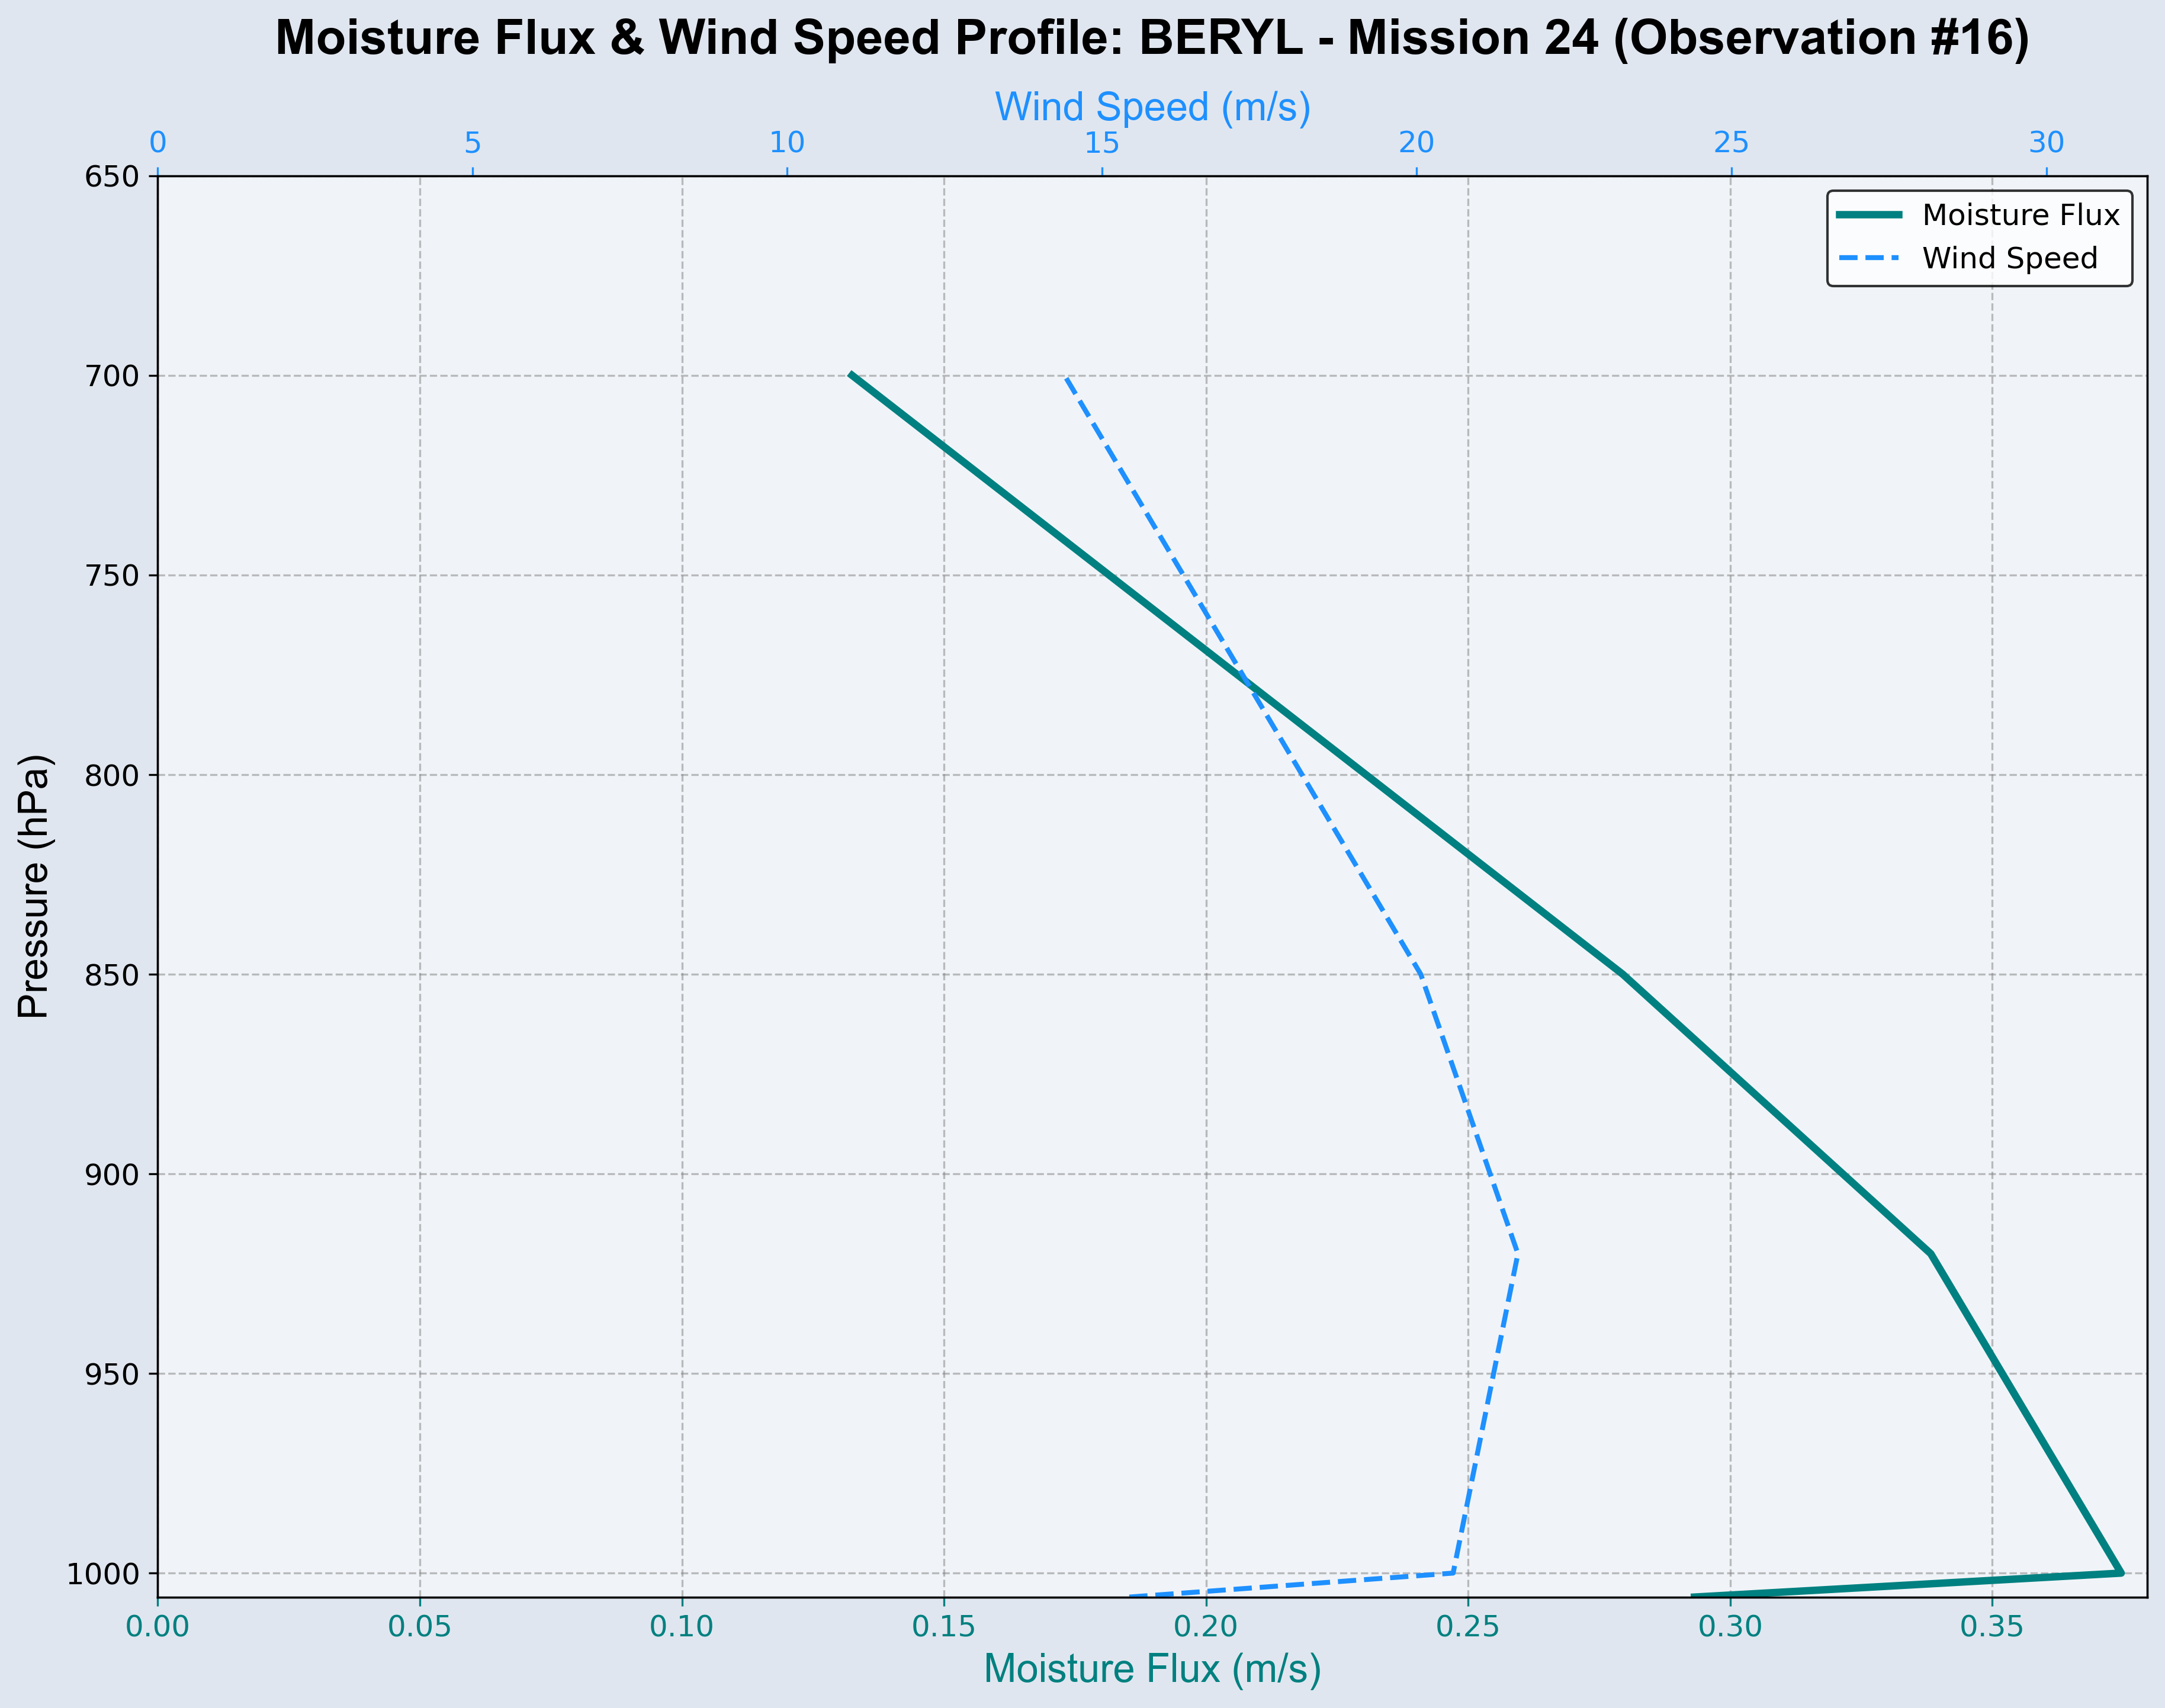 Moisture Flux & Wind Speed Profile: BERYL - Mission 24 (Observation #16)
Wind Speed (m/s)
0 5 10 15 20 25 30
Moisture Flux
Wind Speed
Pressure (hPa)
650
700
750
800
850
900
950
1000
0.00 0.05 0.10 0.15 0.20 0.25 0.30 0.35
Moisture Flux (m/s)